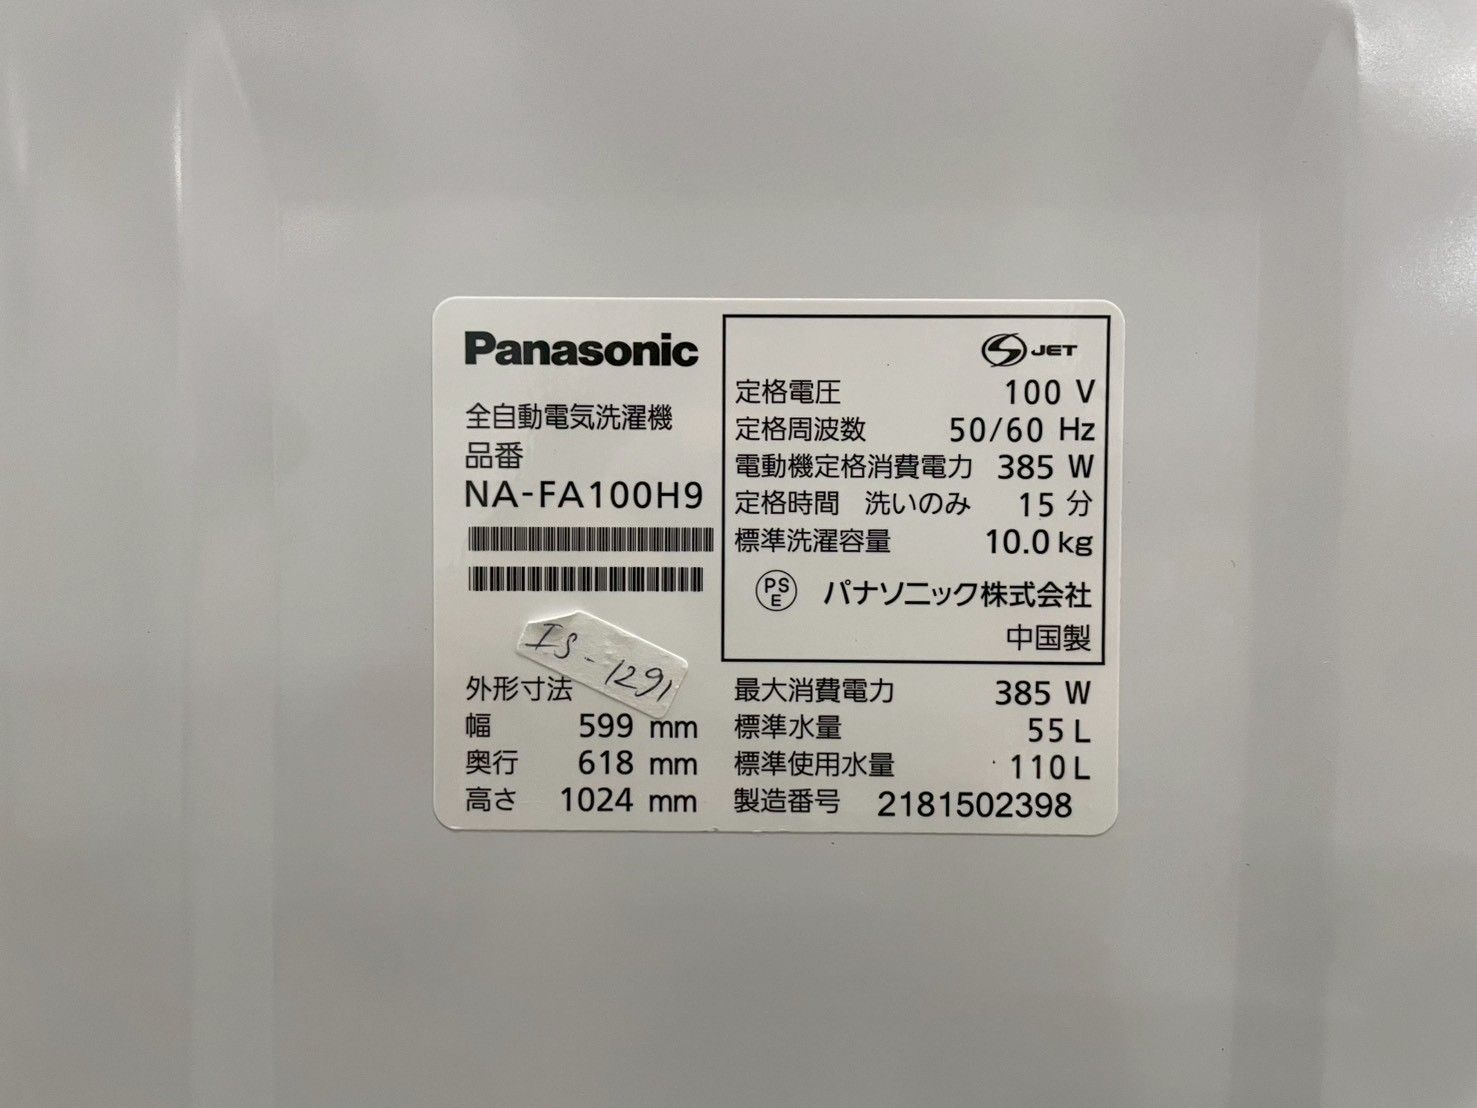 Panasonic
全自動電気洗濯機
品番
NA-FA100H9
IS-1291
外形寸法
幅 599 mm
奥行 618 mm
高さ 1024 mm
JET
定格電圧 100 V
定格周波数 50/60 Hz
電動機定格消費電力 385 W
定格時間 洗いのみ 15 分
標準洗濯容量 10.0 kg
PSE パナソニック株式会社
中国製
最大消費電力 385 W
標準水量 55 L
標準使用水量 110 L
製造番号 2181502398